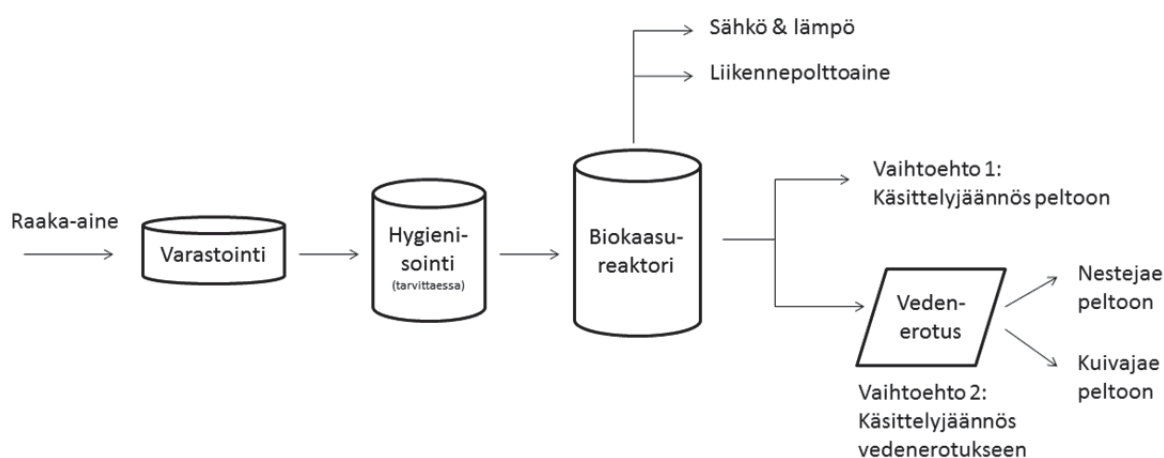 Sähkö & lämpö
Liikennepolttoaine
Raaka-aine
Varastointi
Hygieni-
sointi
(tarvittaessa)
Biokaasu-
reaktori
Vaihtoehto 1:
Käsittelyjäännös peltoon
Veden-
erotus
Nestejae
peltoon
Kuivajae
peltoon
Vaihtoehto 2:
Käsittelyjäännös
vedenerotukseen